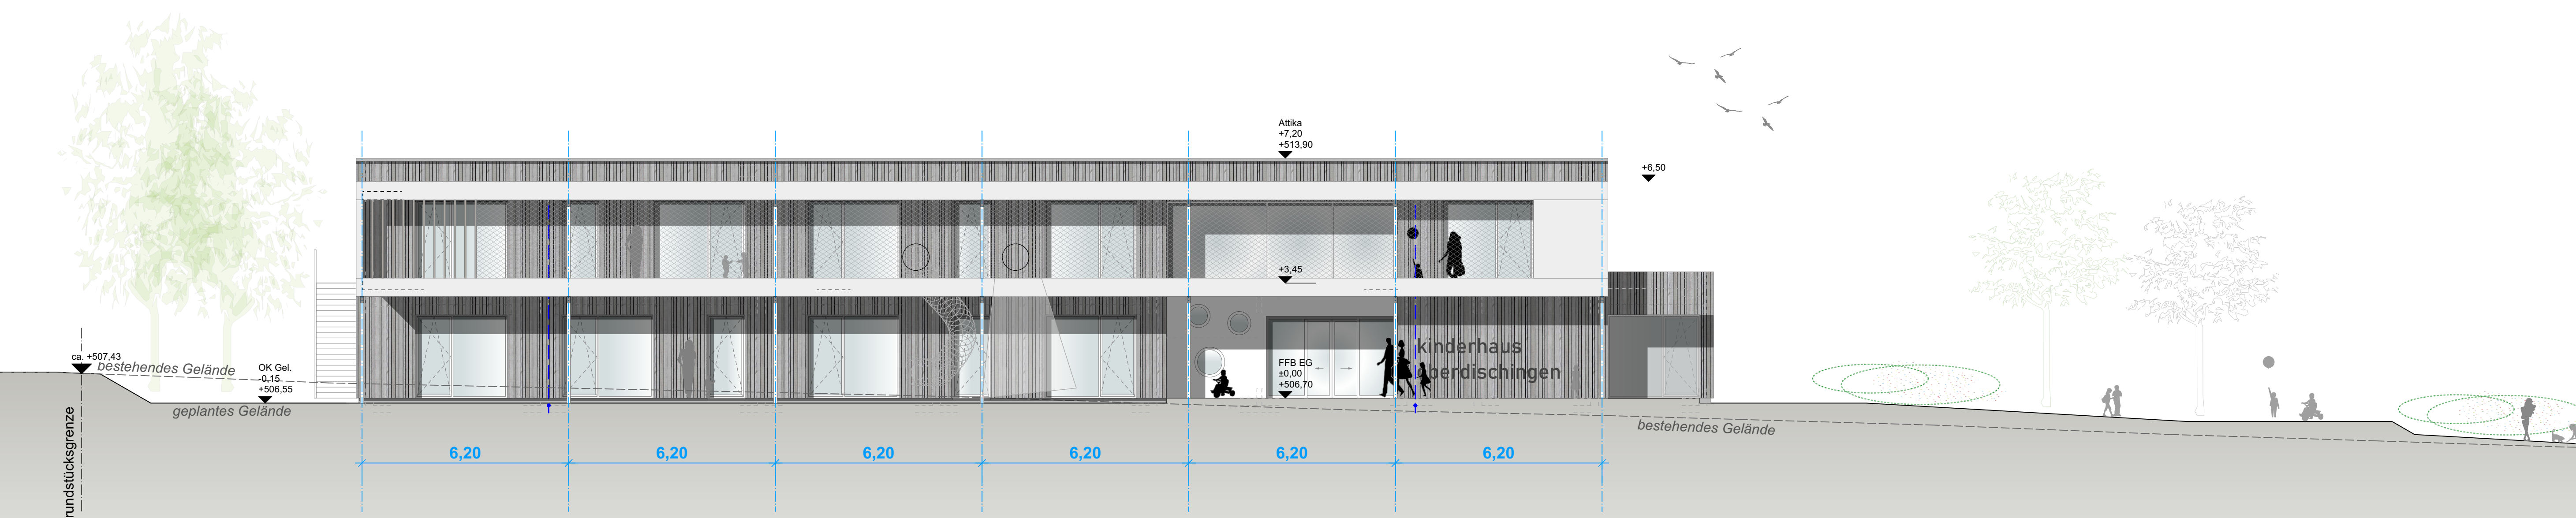 Attika
+7,20
+513,90
+6,50
+3,45
kinderhaus
oberdischingen
FFB EG
±0,00
+506,70
ca. +507,43
bestehendes Gelände
OK Gel.
-0,15
+506,55
geplantes Gelände
rundstücksgrenze
bestehendes Gelände
6,20
6,20
6,20
6,20
6,20
6,20